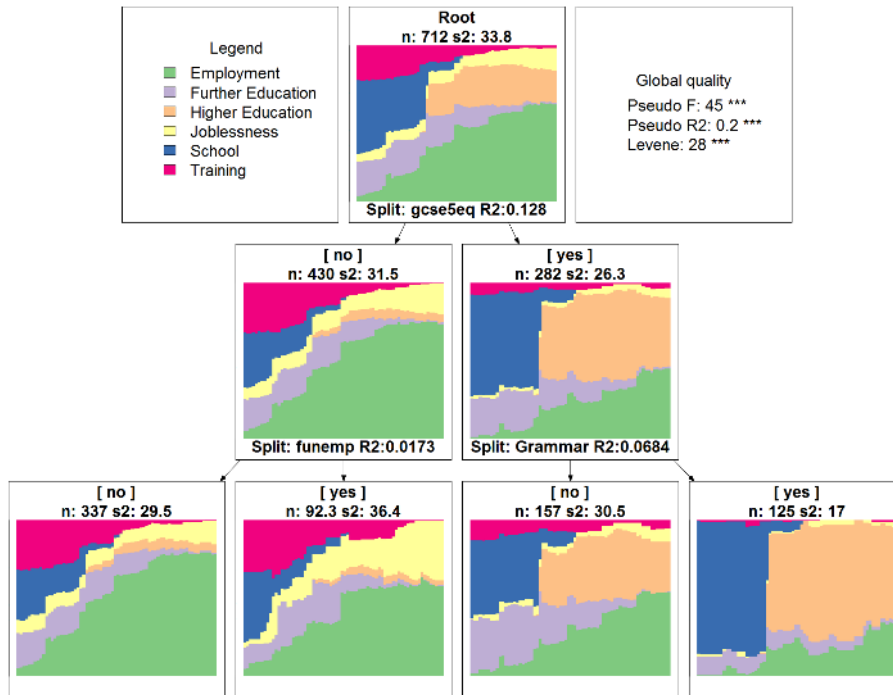 Legend
Employment
Further Education
Higher Education
Joblessness
School
Training
Root
n: 712 s2: 33.8
Split: gcse5eq R2:0.128
Global quality
Pseudo F: 45 ***
Pseudo R2: 0.2 ***
Levene: 28 ***
[ no ]
n: 430 s2: 31.5
Split: funemp R2:0.0173
[ yes ]
n: 282 s2: 26.3
Split: Grammar R2:0.0684
[ no ]
n: 337 s2: 29.5
[ yes ]
n: 92.3 s2: 36.4
[ no ]
n: 157 s2: 30.5
[ yes ]
n: 125 s2: 17